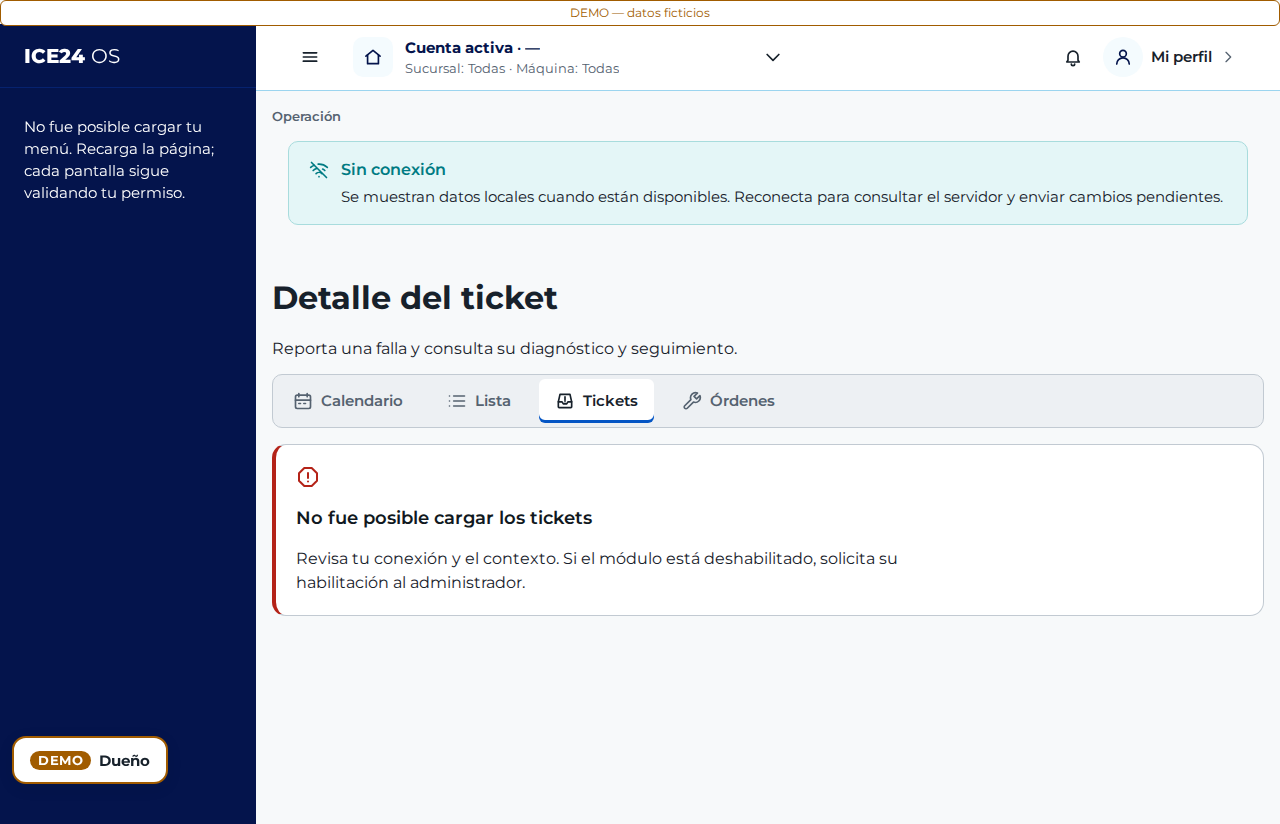 DEMO — datos ficticios
ICE24 OS
Cuenta activa · —
Sucursal: Todas · Máquina: Todas
Mi perfil
No fue posible cargar tu
menú. Recarga la página;
cada pantalla sigue
validando tu permiso.
Operación
Sin conexión
Se muestran datos locales cuando están disponibles. Reconecta para consultar el servidor y enviar cambios pendientes.
Detalle del ticket
Reporta una falla y consulta su diagnóstico y seguimiento.
Calendario
Lista
Tickets
Órdenes
No fue posible cargar los tickets
Revisa tu conexión y el contexto. Si el módulo está deshabilitado, solicita su
habilitación al administrador.
DEMO Dueño